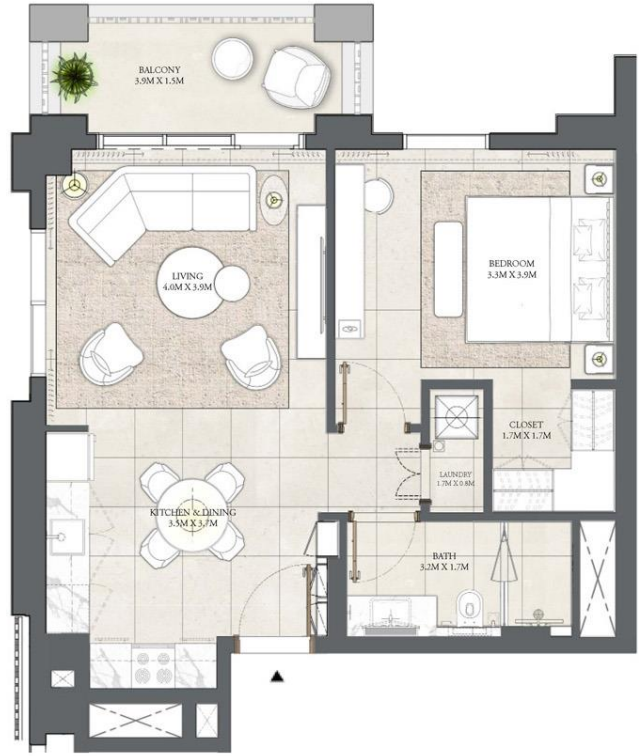 BALCONY
3.9M X 1.5M
LIVING
4.0M X 3.9M
BEDROOM
3.3M X 3.9M
CLOSET
1.7M X 1.7M
LAUNDRY
1.7M X 0.8M
KITCHEN & DINING
3.5M X 3.7M
BATH
3.2M X 1.7M